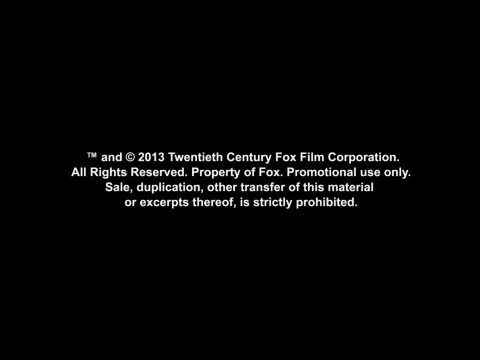 ™ and © 2013 Twentieth Century Fox Film Corporation.
All Rights Reserved. Property of Fox. Promotional use only.
Sale, duplication, other transfer of this material
or excerpts thereof, is strictly prohibited.